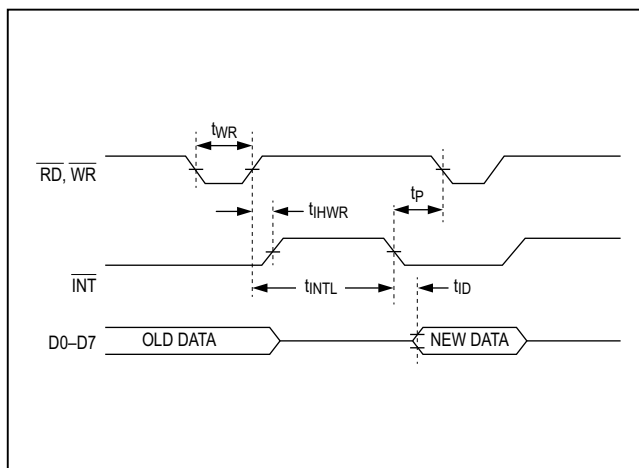 tWR
RD, WR
tP
tIHWR
INT
tINTL
tID
D0–D7
OLD DATA
NEW DATA